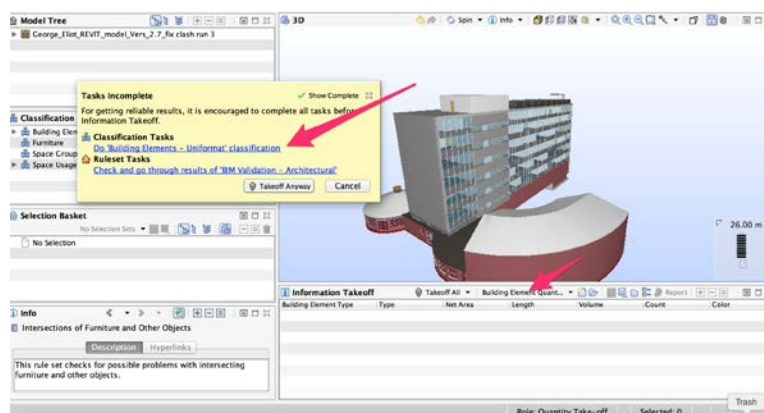 Model Tree
George_Eliot_REVIT_model_Vers_2.7_fix clash run 3
Tasks Incomplete
Show Complete
For getting reliable results, it is encouraged to complete all tasks before
Information Takeoff.
Classification Tasks
Do 'Building Elements - Uniformat' classification
Ruleset Tasks
Check and go through results of 'BIM Validation - Architectural'
Takeoff Anyway
Cancel
Classification
Building Elen
Furniture
Space Group
Space Usage
Selection Basket
No Selection Sets
No Selection
Info
Intersections of Furniture and Other Objects
Description Hyperlinks
This rule set checks for possible problems with intersecting
furniture and other objects.
3D
Spin
Info
26.00 m
Information Takeoff
Takeoff All
Building Element Quant...
Report
Building Element Type Type Net Area Length Volume Count Color
Role: Quantity Take-off Selected: 0
Trash